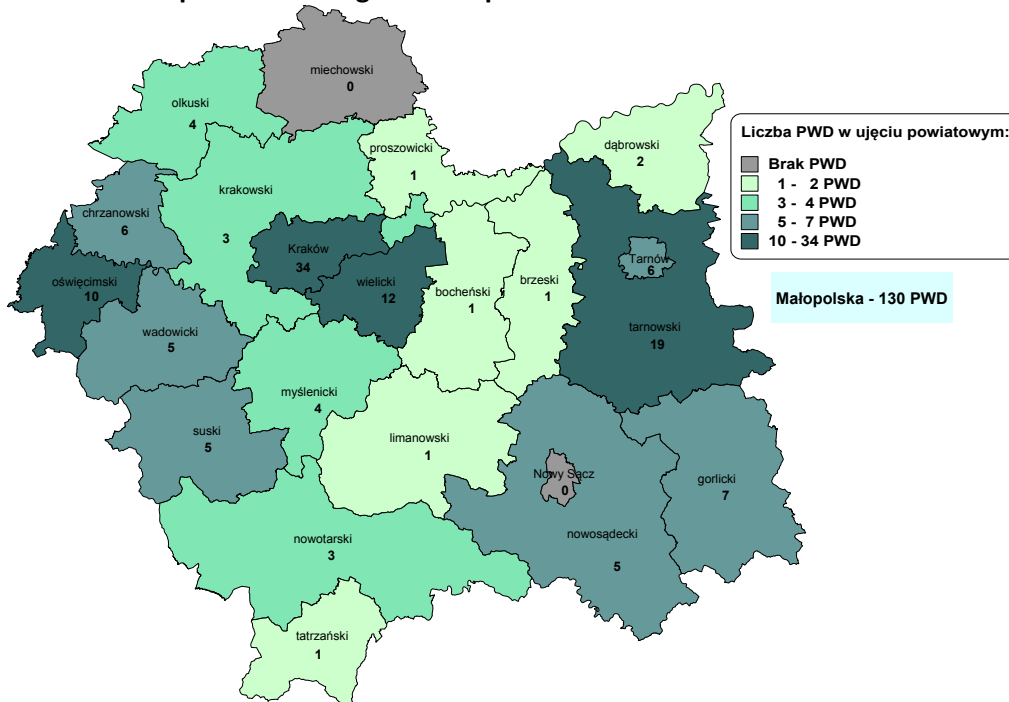 miechowski
0
olkuski
4
proszowicki
1
dąbrowski
2
krakowski
3
chrzanowski
6
Kraków
34
oświęcimski
10
wielicki
12
bocheński
1
brzeski
1
Tarnów
6
tarnowski
19
wadowicki
5
myślenicki
4
suski
5
limanowski
1
Nowy Sącz
0
gorlicki
7
nowosądecki
5
nowotarski
3
tatrzański
1
Liczba PWD w ujęciu powiatowym:
Brak PWD
1 - 2 PWD
3 - 4 PWD
5 - 7 PWD
10 - 34 PWD
Małopolska - 130 PWD